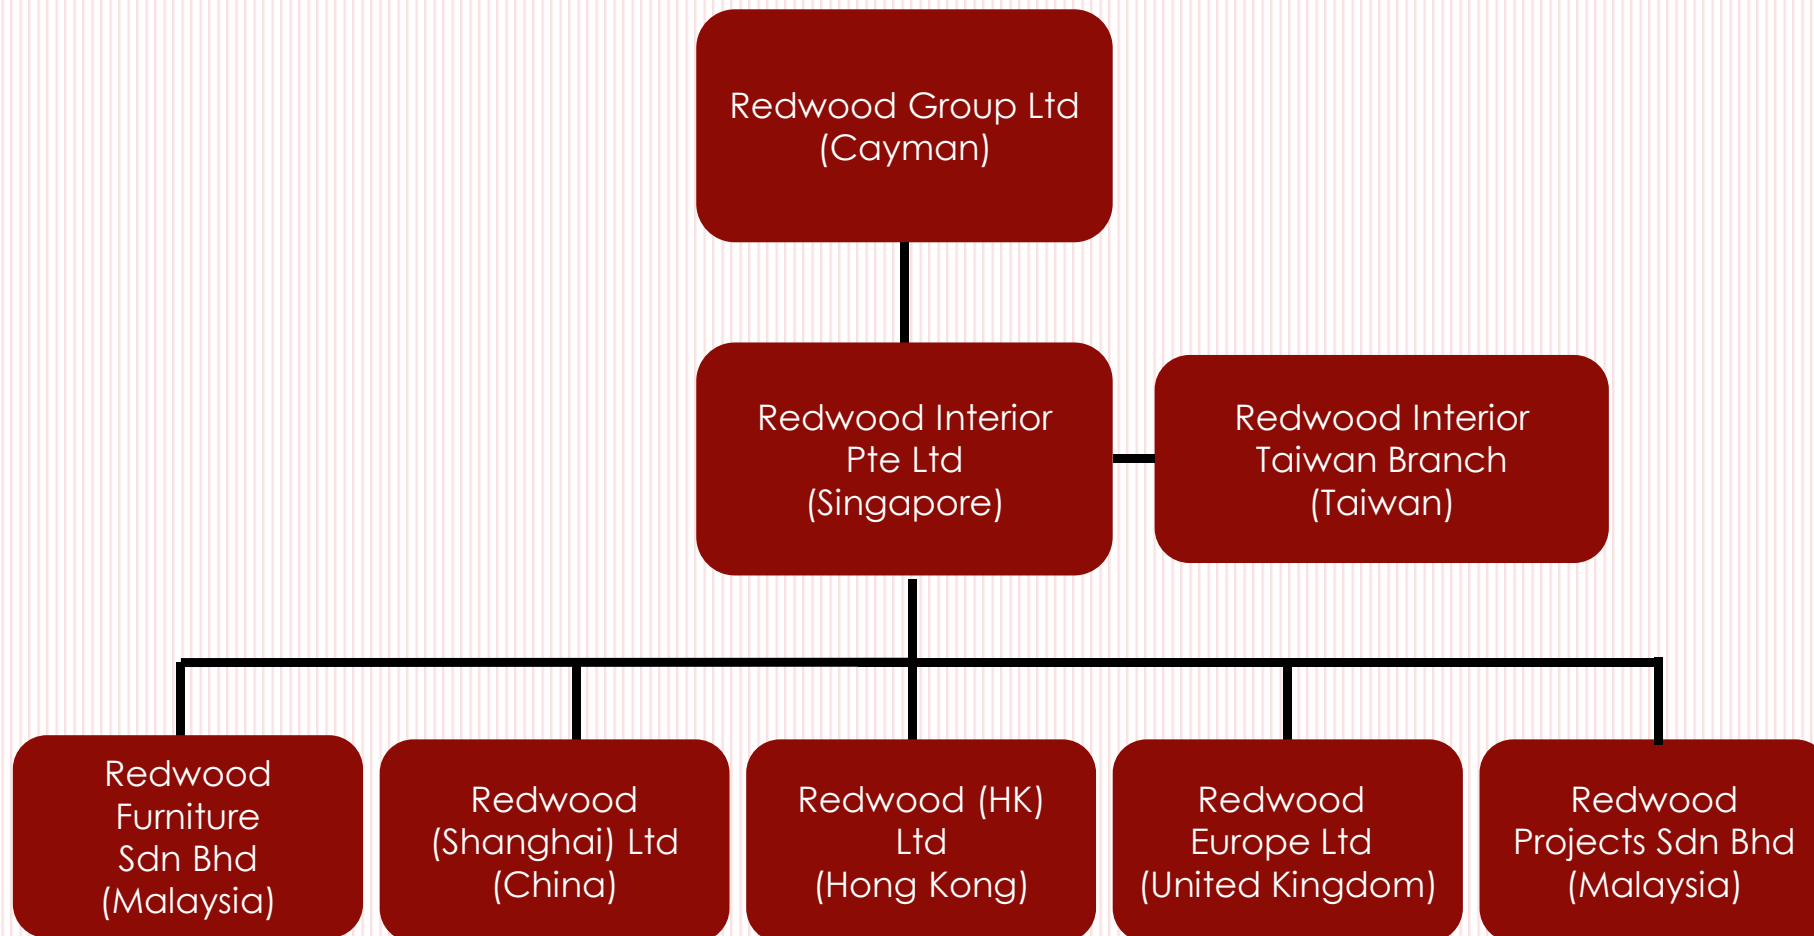 Redwood Group Ltd
(Cayman)
Redwood Interior
Pte Ltd
(Singapore)
Redwood Interior
Taiwan Branch
(Taiwan)
Redwood
Furniture
Sdn Bhd
(Malaysia)
Redwood
(Shanghai) Ltd
(China)
Redwood (HK)
Ltd
(Hong Kong)
Redwood
Europe Ltd
(United Kingdom)
Redwood
Projects Sdn Bhd
(Malaysia)